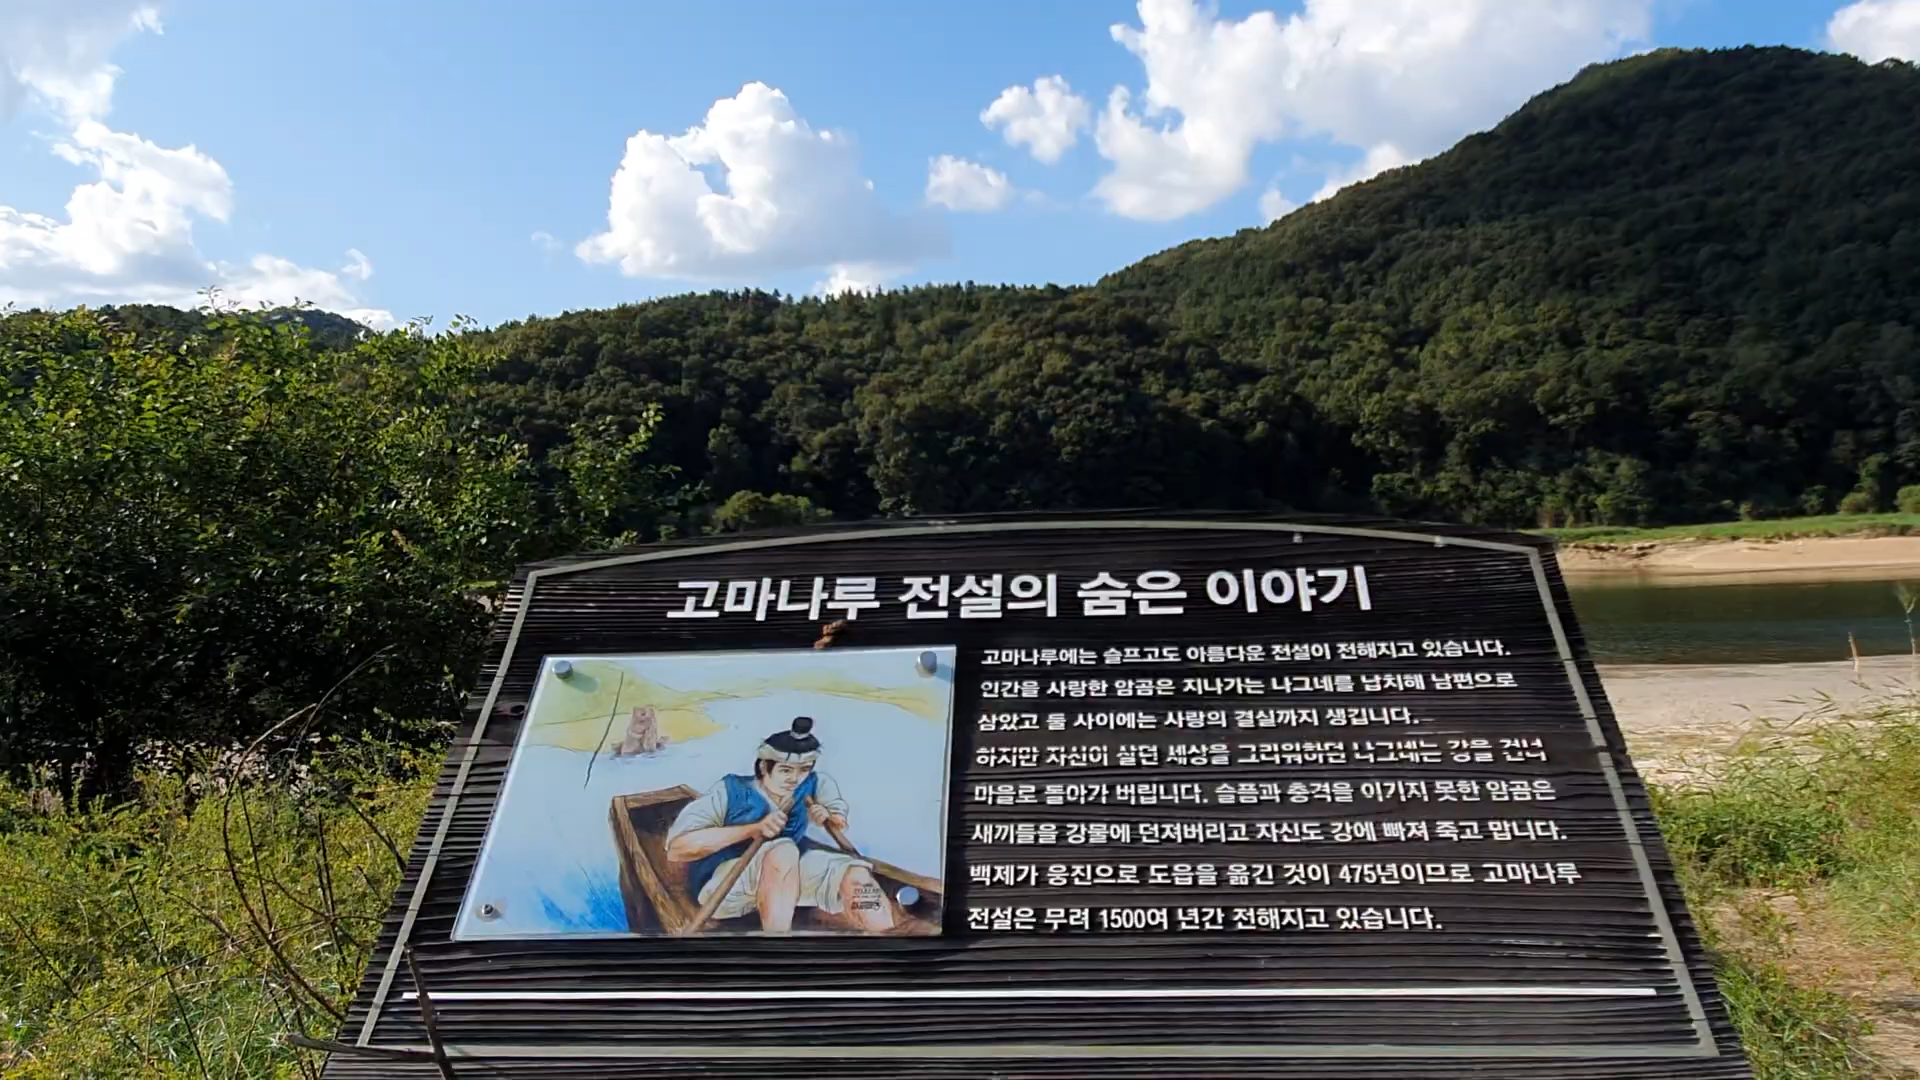 고마나루 전설의 숨은 이야기
고마나루에는 슬프고도 아름다운 전설이 전해지고 있습니다.
인간을 사랑한 암곰은 지나가는 나그네를 납치해 남편으로
삼았고 둘 사이에는 사랑의 결실까지 생깁니다.
하지만 자신이 살던 세상을 그리워하던 나그네는 강을 건너
마을로 돌아가 버립니다. 슬픔과 충격을 이기지 못한 암곰은
새끼들을 강물에 던져버리고 자신도 강에 빠져 죽고 맙니다.
백제가 웅진으로 도읍을 옮긴 것이 475년이므로 고마나루
전설은 무려 1500여 년간 전해지고 있습니다.